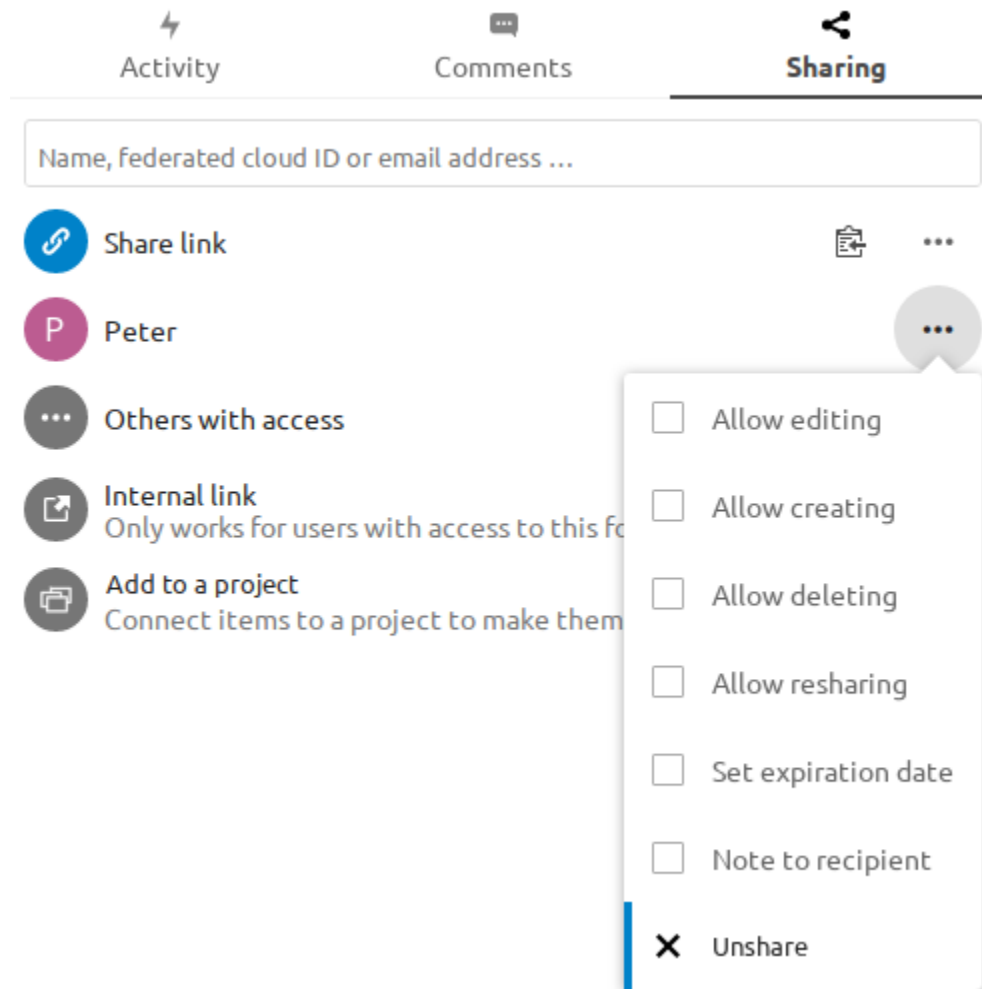 Activity
Comments
Sharing
Name, federated cloud ID or email address ...
Share link
P
Peter
Others with access
Internal link
Only works for users with access to this fo
Add to a project
Connect items to a project to make them
Allow editing
Allow creating
Allow deleting
Allow resharing
Set expiration date
Note to recipient
Unshare